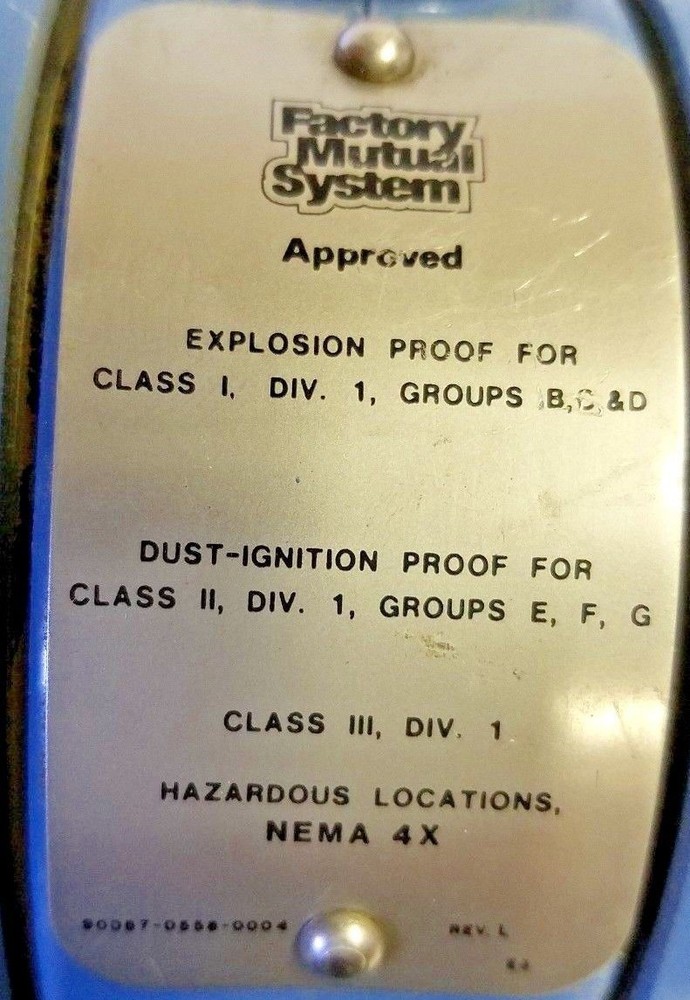 Factory
Mutual
System
Approved
EXPLOSION PROOF FOR
CLASS I, DIV. 1, GROUPS B,C,&D
DUST-IGNITION PROOF FOR
CLASS II, DIV. 1, GROUPS E, F, G
CLASS III, DIV. 1
HAZARDOUS LOCATIONS,
NEMA 4X
REV. L